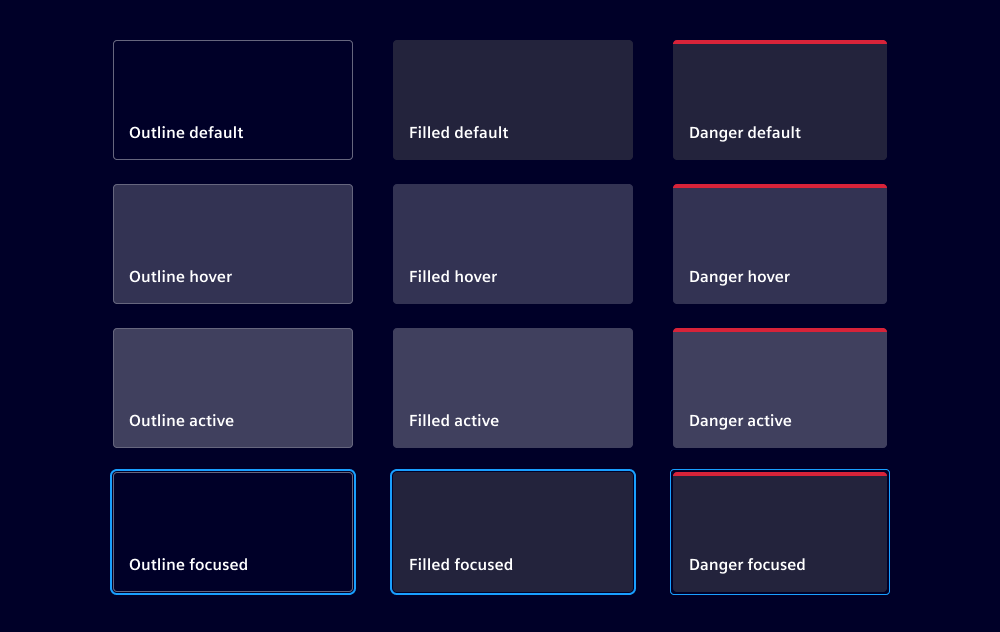 Outline default
Filled default
Danger default
Outline hover
Filled hover
Danger hover
Outline active
Filled active
Danger active
Outline focused
Filled focused
Danger focused